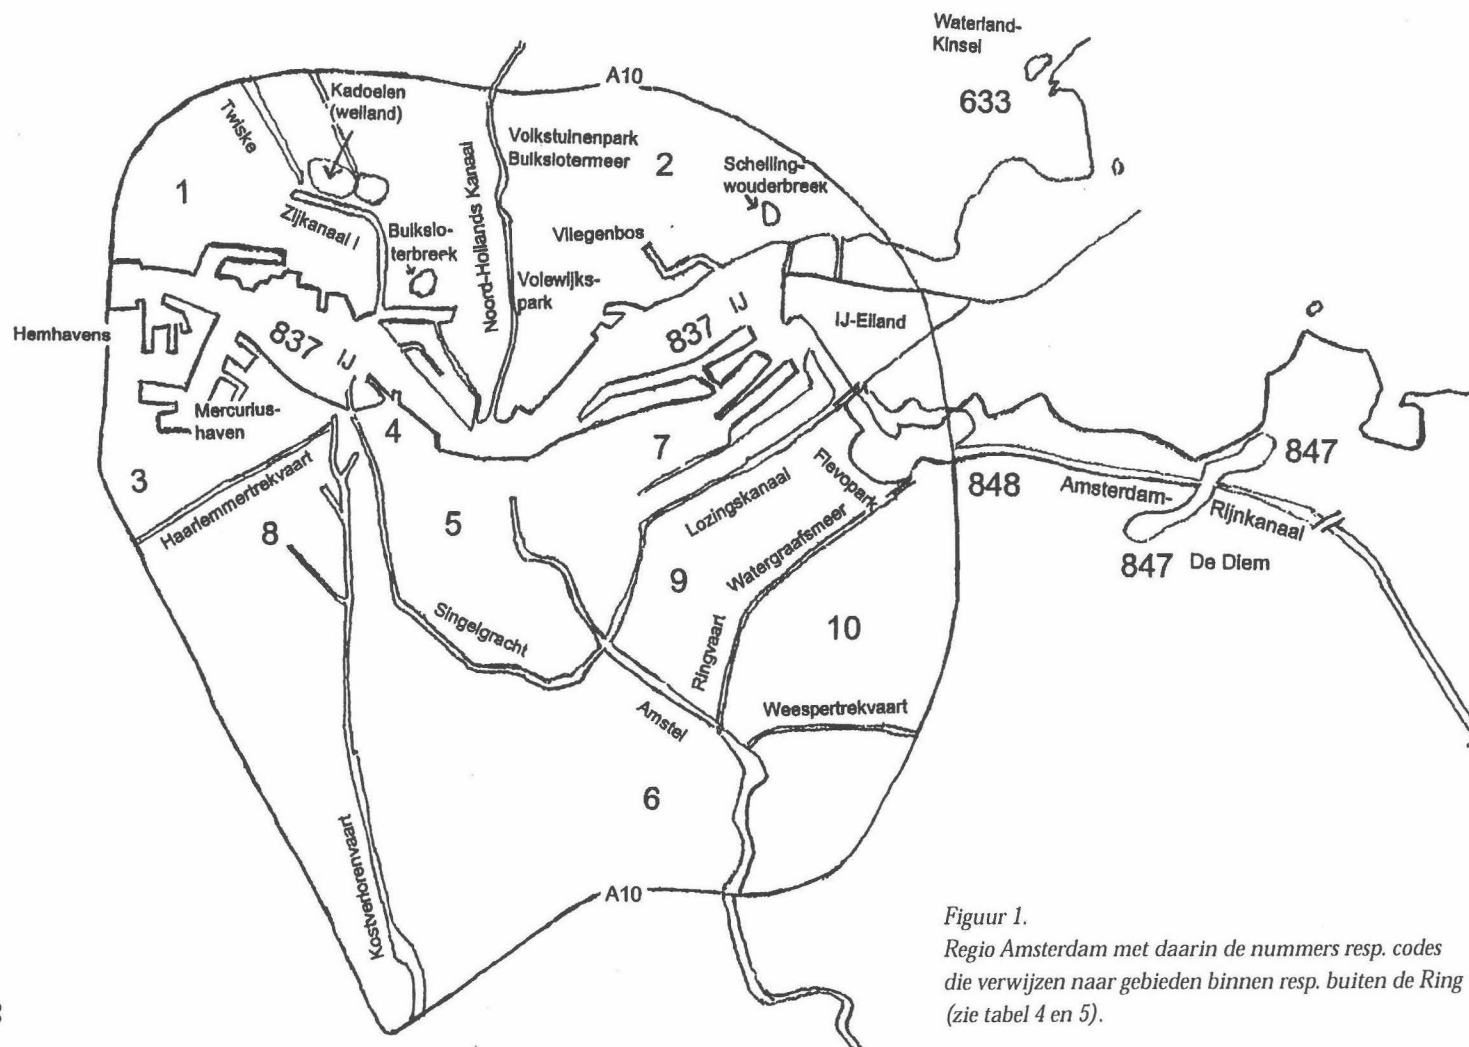 Waterland-
Kinsel
633
A10
Kadoelen
(weiland)
Twiske
1
Zijkanaal I
Buikslo-
terbreek
Noord-Hollands Kanaal
Volkstuinenpark
Buikslotermeer
2
Schelling-
wouderbreek
Vliegenbos
Volewijks-
park
Hemhavens
837 IJ
837 IJ
IJ-Eiland
Mercurius-
haven
4
7
3
Haarlemmertrekvaart
8
5
Lozingskanaal
Flevopark
848
Amsterdam-
Rijnkanaal
847
847
De Diem
9
Watergraafsmeer
Ringvaart
10
Singelgracht
Amstel
Weespertrekvaart
6
Kostverlorenvaart
A10
Figuur 1.
Regio Amsterdam met daarin de nummers resp. codes
die verwijzen naar gebieden binnen resp. buiten de Ring
(zie tabel 4 en 5).